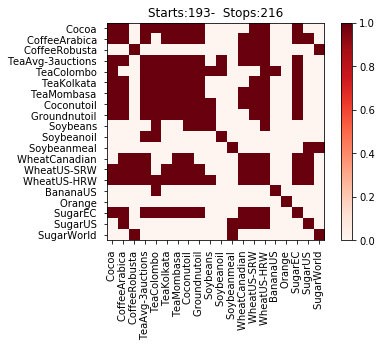 Starts:193- Stops:216
Cocoa
CoffeeArabica
CoffeeRobusta
TeaAvg-3auctions
TeaColombo
TeaKolkata
TeaMombasa
Coconutoil
Groundnutoil
Soybeans
Soybeanoil
Soybeanmeal
WheatCanadian
WheatUS-SRW
WheatUS-HRW
BananaUS
Orange
SugarEC
SugarUS
SugarWorld
1.0
0.8
0.6
0.4
0.2
0.0
Cocoa
CoffeeArabica
CoffeeRobusta
TeaAvg-3auctions
TeaColombo
TeaKolkata
TeaMombasa
Coconutoil
Groundnutoil
Soybeans
Soybeanoil
Soybeanmeal
WheatCanadian
WheatUS-SRW
WheatUS-HRW
BananaUS
Orange
SugarEC
SugarUS
SugarWorld